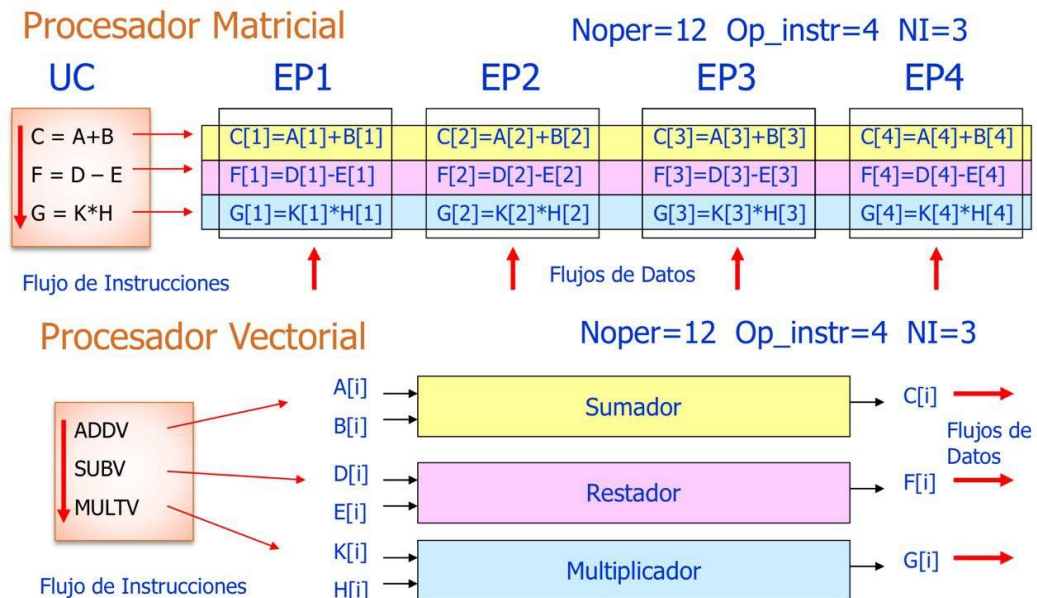 Procesador Matricial
Noper=12 Op_instr=4 NI=3
UC EP1 EP2 EP3 EP4
C = A+B C[1]=A[1]+B[1] C[2]=A[2]+B[2] C[3]=A[3]+B[3] C[4]=A[4]+B[4]
F = D – E F[1]=D[1]-E[1] F[2]=D[2]-E[2] F[3]=D[3]-E[3] F[4]=D[4]-E[4]
G = K*H G[1]=K[1]*H[1] G[2]=K[2]*H[2] G[3]=K[3]*H[3] G[4]=K[4]*H[4]
Flujo de Instrucciones
Flujos de Datos
Procesador Vectorial
Noper=12 Op_instr=4 NI=3
ADDV
SUBV
MULTV
Flujo de Instrucciones
A[i]
B[i]
Sumador
C[i]
Flujos de
Datos
D[i]
E[i]
Restador
F[i]
K[i]
H[i]
Multiplicador
G[i]